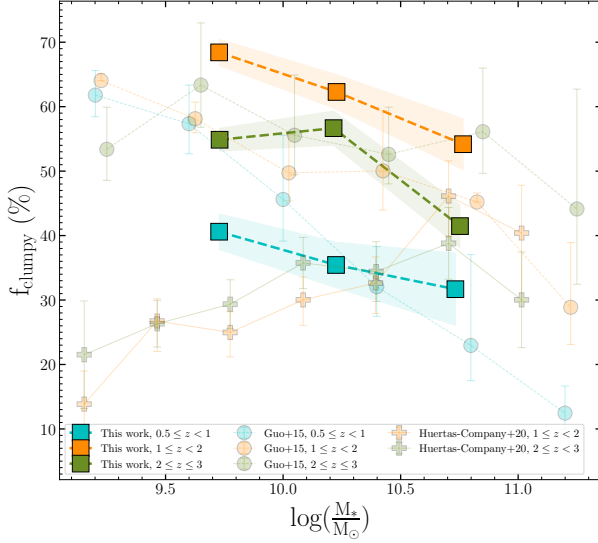 f_clumpy (%)
70
60
50
40
30
20
10
This work, 0.5 ≤ z < 1
This work, 1 ≤ z < 2
This work, 2 ≤ z ≤ 3
Guo+15, 0.5 ≤ z < 1
Guo+15, 1 ≤ z < 2
Guo+15, 2 ≤ z ≤ 3
Huertas-Company+20, 1 ≤ z < 2
Huertas-Company+20, 2 ≤ z < 3
9.5 10.0 10.5 11.0
log(M_*/M_⊙)